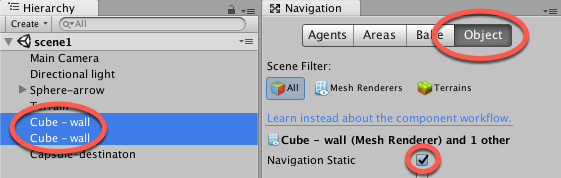 Hierarchy
Create
All
scene1
Main Camera
Directional light
Sphere-arrow
Terrain
Cube - wall
Cube - wall
Capsule-destinaton
Navigation
Agents Areas Bake Object
Scene Filter:
All Mesh Renderers Terrains
Learn instead about the component workflow.
Cube - wall (Mesh Renderer) and 1 other
Navigation Static